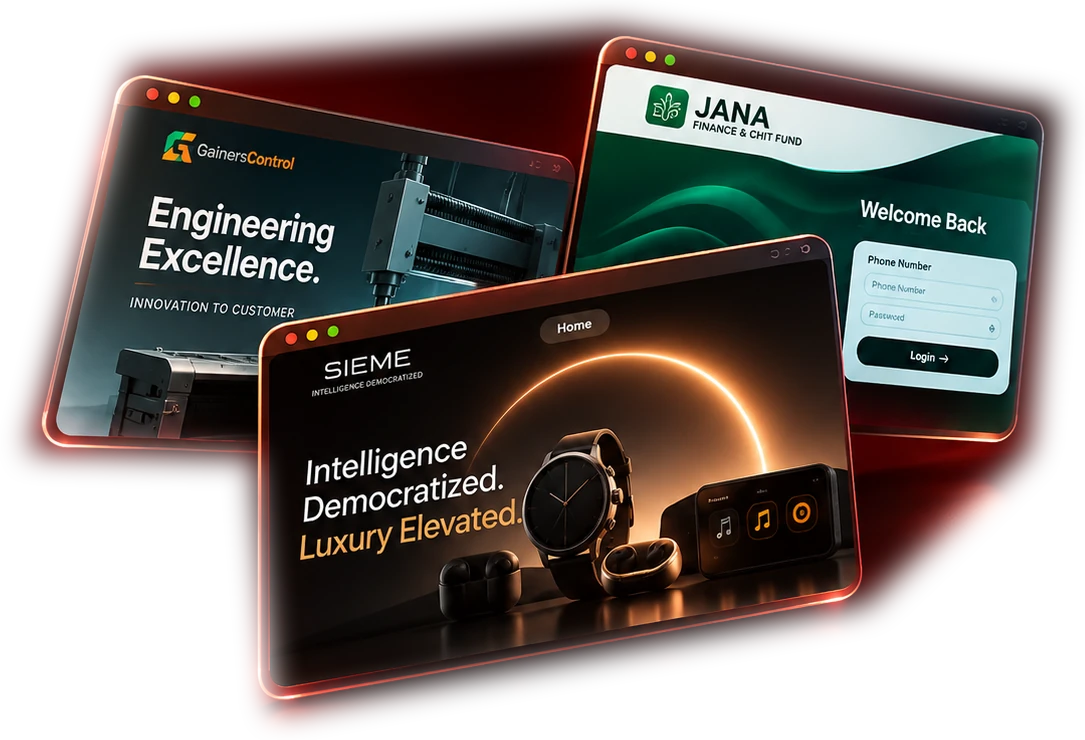 GainersControl
Engineering
Excellence.
INNOVATION TO CUSTOMER
JANA
FINANCE & CHIT FUND
Welcome Back
Phone Number
Phone Number
Password
Login →
Home
SIEME
INTELLIGENCE DEMOCRATIZED
Intelligence
Democratized.
Luxury Elevated.